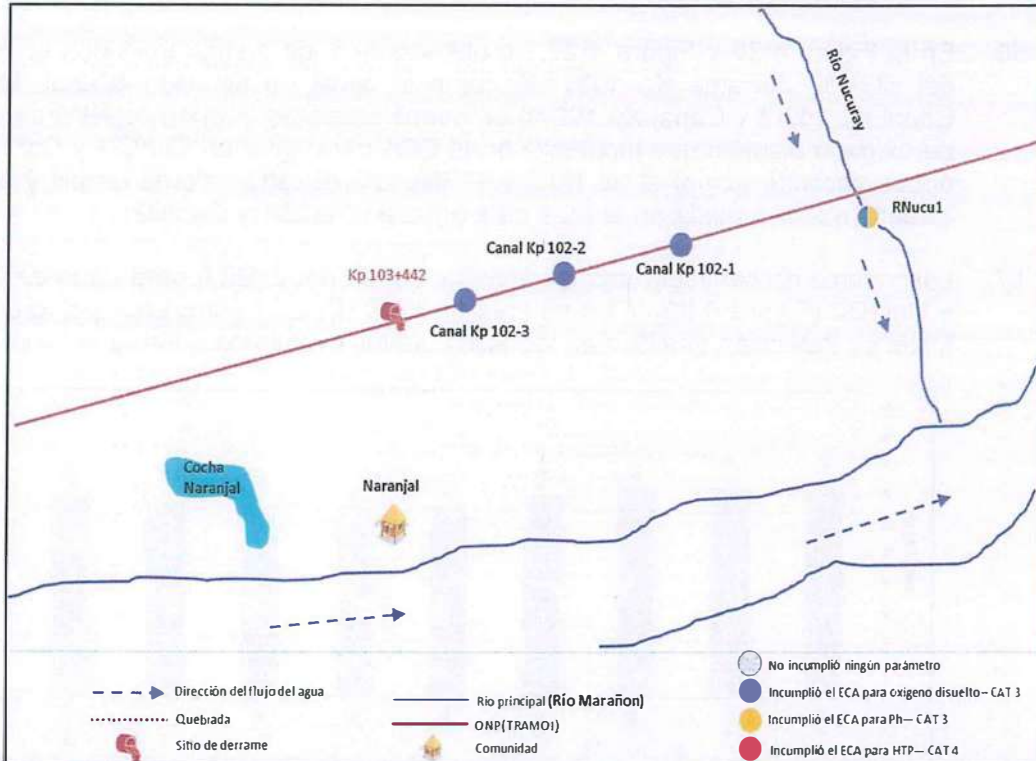 Río Nucuray
RNucu1
Canal Kp 102-2
Canal Kp 102-1
Kp 103+442
Canal Kp 102-3
Cocha
Naranjal
Naranjal
Dirección del flujo del agua
Quebrada
Sitio de derrame
Río principal (Río Marañon)
ONP(TRAMO I)
Comunidad
No incumplió ningún parámetro
Incumplió el ECA para oxigeno disuelto– CAT 3
Incumplió el ECA para Ph– CAT 3
Incumplió el ECA para HTP– CAT 4